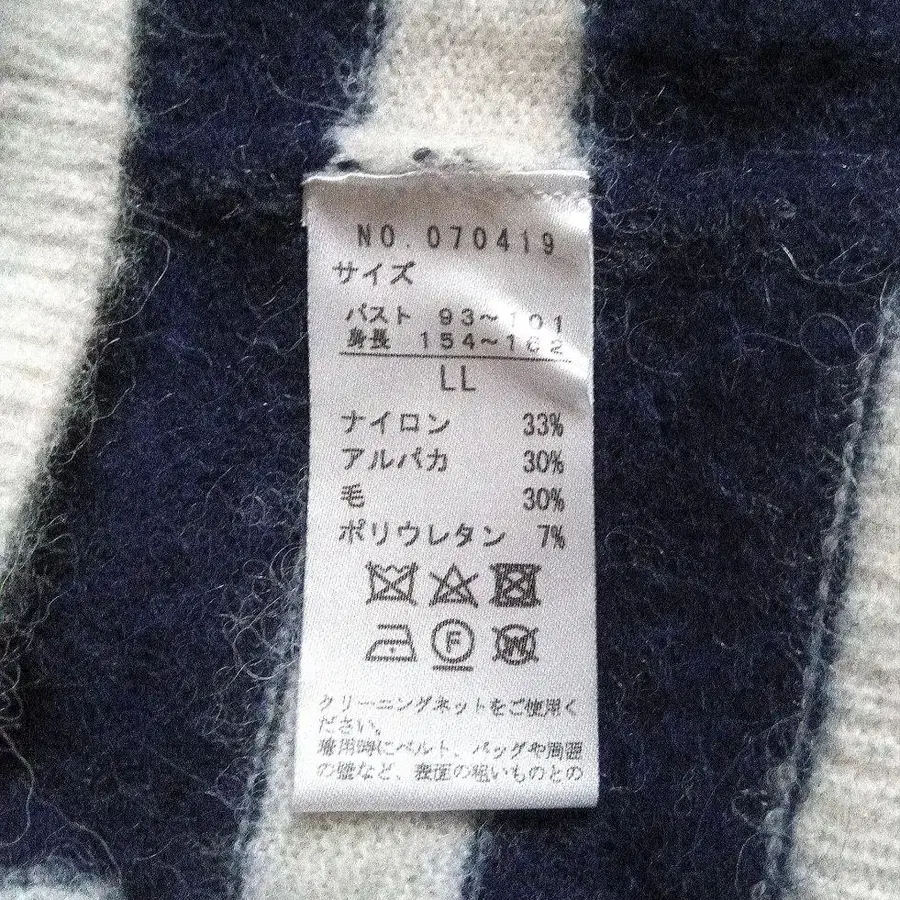 NO.070419
サイズ
バスト 93～101
身長 154～162
LL
ナイロン 33%
アルパカ 30%
毛 30%
ポリウレタン 7%
F
W
クリーニングネットをご使用く
ださい。
着用時にベルト、バッグや周囲
の壁など、表面の粗いものとの